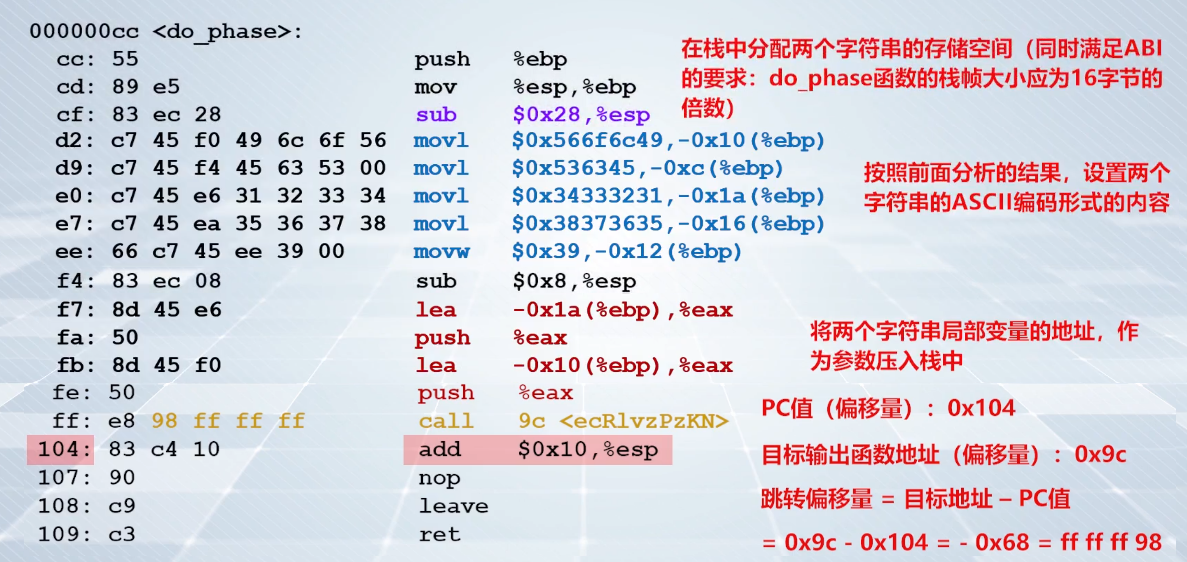 000000cc <do_phase>:
cc: 55 push %ebp
cd: 89 e5 mov %esp,%ebp
cf: 83 ec 28 sub $0x28,%esp
d2: c7 45 f0 49 6c 6f 56 movl $0x566f6c49,-0x10(%ebp)
d9: c7 45 f4 45 63 53 00 movl $0x536345,-0xc(%ebp)
e0: c7 45 e6 31 32 33 34 movl $0x34333231,-0x1a(%ebp)
e7: c7 45 ea 35 36 37 38 movl $0x38373635,-0x16(%ebp)
ee: 66 c7 45 ee 39 00 movw $0x39,-0x12(%ebp)
f4: 83 ec 08 sub $0x8,%esp
f7: 8d 45 e6 lea -0x1a(%ebp),%eax
fa: 50 push %eax
fb: 8d 45 f0 lea -0x10(%ebp),%eax
fe: 50 push %eax
ff: e8 98 ff ff ff call 9c <ecRlvzPzKN>
104: 83 c4 10 add $0x10,%esp
107: 90 nop
108: c9 leave
109: c3 ret
在栈中分配两个字符串的存储空间（同时满足ABI
的要求：do_phase函数的栈帧大小应为16字节的
倍数）
按照前面分析的结果，设置两个
字符串的ASCII编码形式的内容
将两个字符串局部变量的地址，作
为参数压入栈中
PC值（偏移量）：0x104
目标输出函数地址（偏移量）：0x9c
跳转偏移量 = 目标地址 – PC值
= 0x9c - 0x104 = - 0x68 = ff ff ff 98